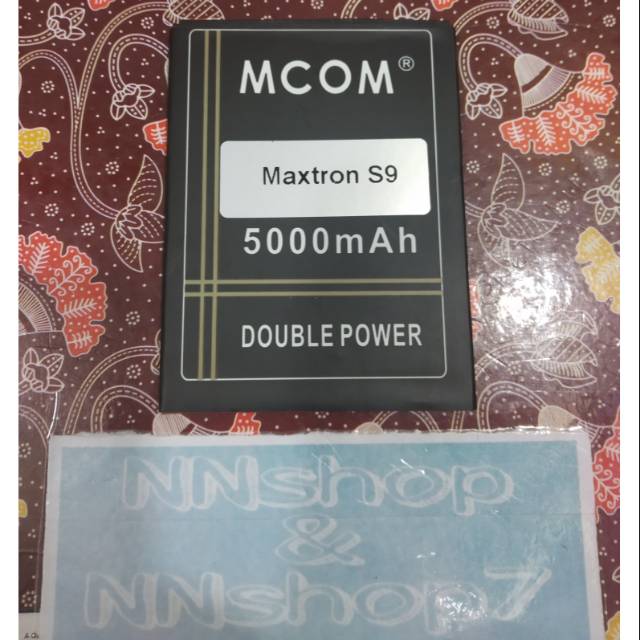 MCOM®
Maxtron S9
5000mAh
DOUBLE POWER
NNshop
&
NNshop7